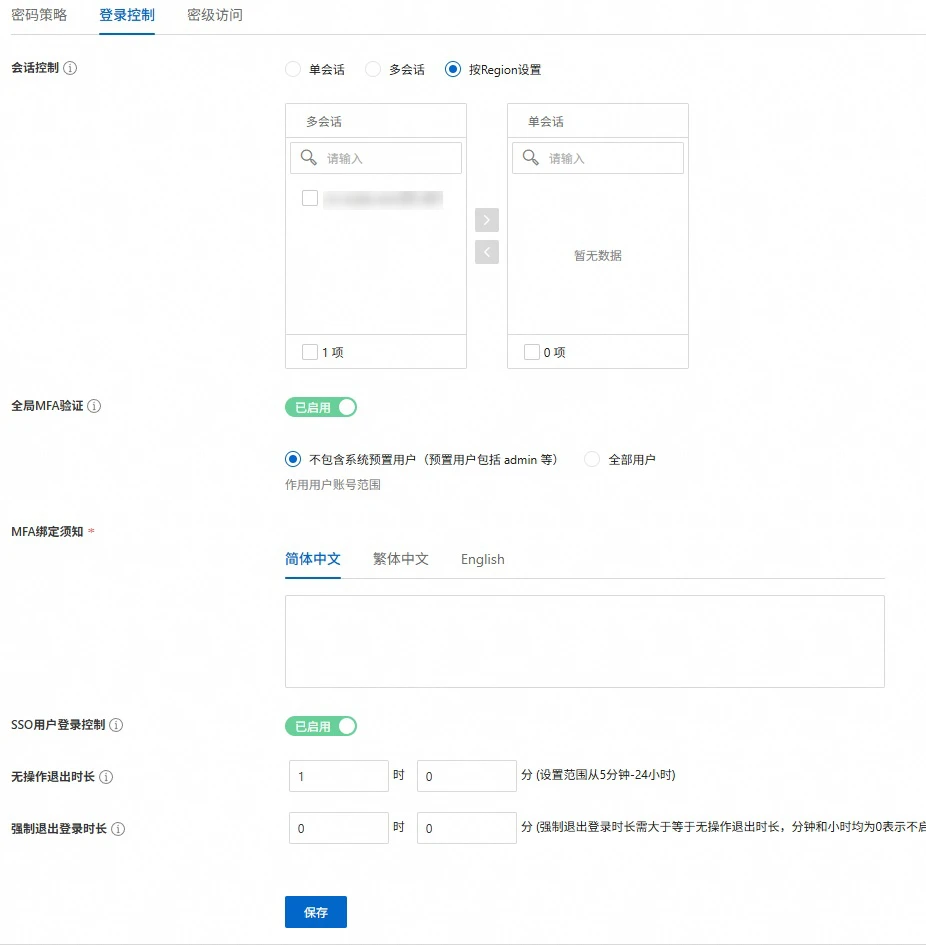 密码策略 登录控制 密级访问
会话控制 单会话 多会话 按Region设置
多会话 单会话
请输入 请输入
暂无数据
1 项 0 项
全局MFA验证 已启用
不包含系统预置用户（预置用户包括 admin 等） 全部用户
作用用户账号范围
MFA绑定须知 *
简体中文 繁体中文 English
SSO用户登录控制 已启用
无操作退出时长 1 时 0 分 (设置范围从5分钟-24小时)
强制退出登录时长 0 时 0 分 (强制退出登录时长需大于等于无操作退出时长，分钟和小时均为0表示不启
保存